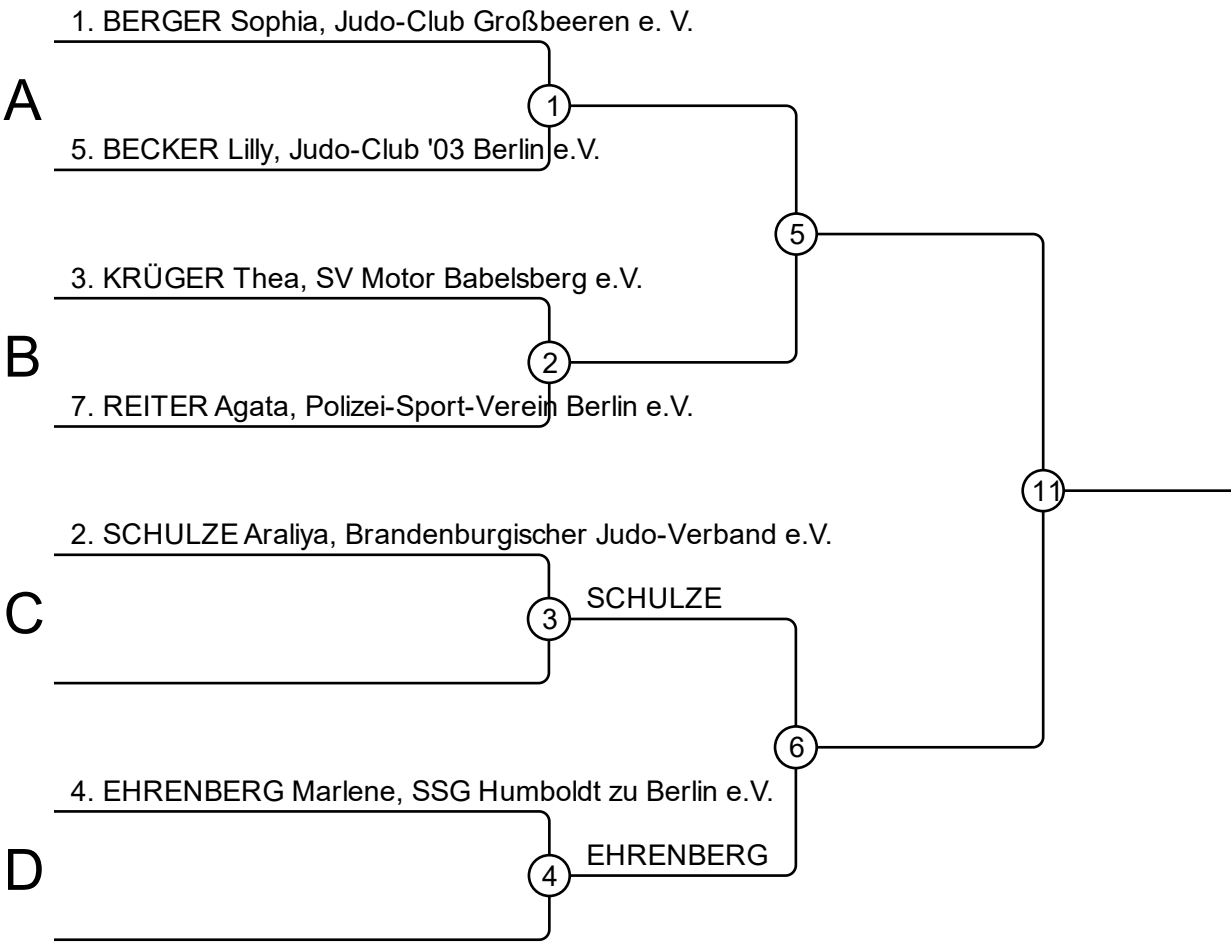 1. BERGER Sophia, Judo-Club Großbeeren e. V.
A
1
5. BECKER Lilly, Judo-Club '03 Berlin e.V.
5
3. KRÜGER Thea, SV Motor Babelsberg e.V.
B
2
7. REITER Agata, Polizei-Sport-Verein Berlin e.V.
11
2. SCHULZE Araliya, Brandenburgischer Judo-Verband e.V.
C
3
SCHULZE
6
4. EHRENBERG Marlene, SSG Humboldt zu Berlin e.V.
D
4
EHRENBERG